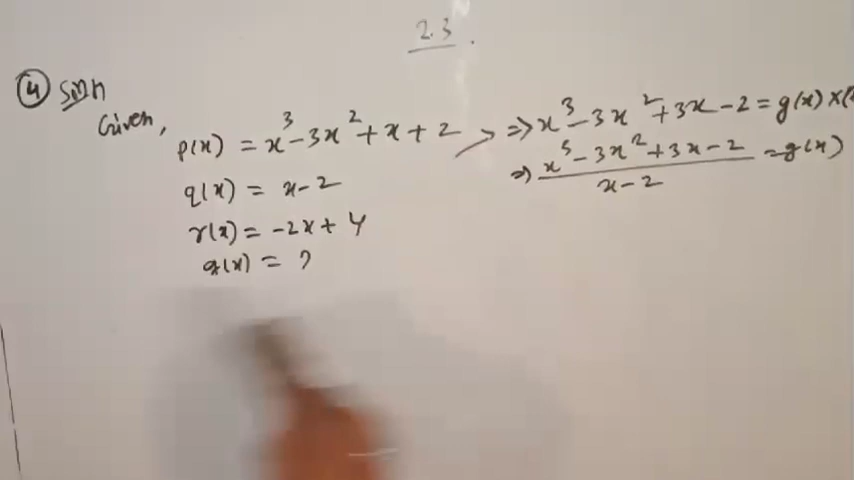 2.3.
④ Soln
Given,
p(x) = x³-3x²+x+2
q(x) = x-2
r(x) = -2x+4
g(x) = ?
⇒ x³-3x²+3x-2 = g(x)×(
⇒ x³-3x²+3x-2 / x-2 = g(x)